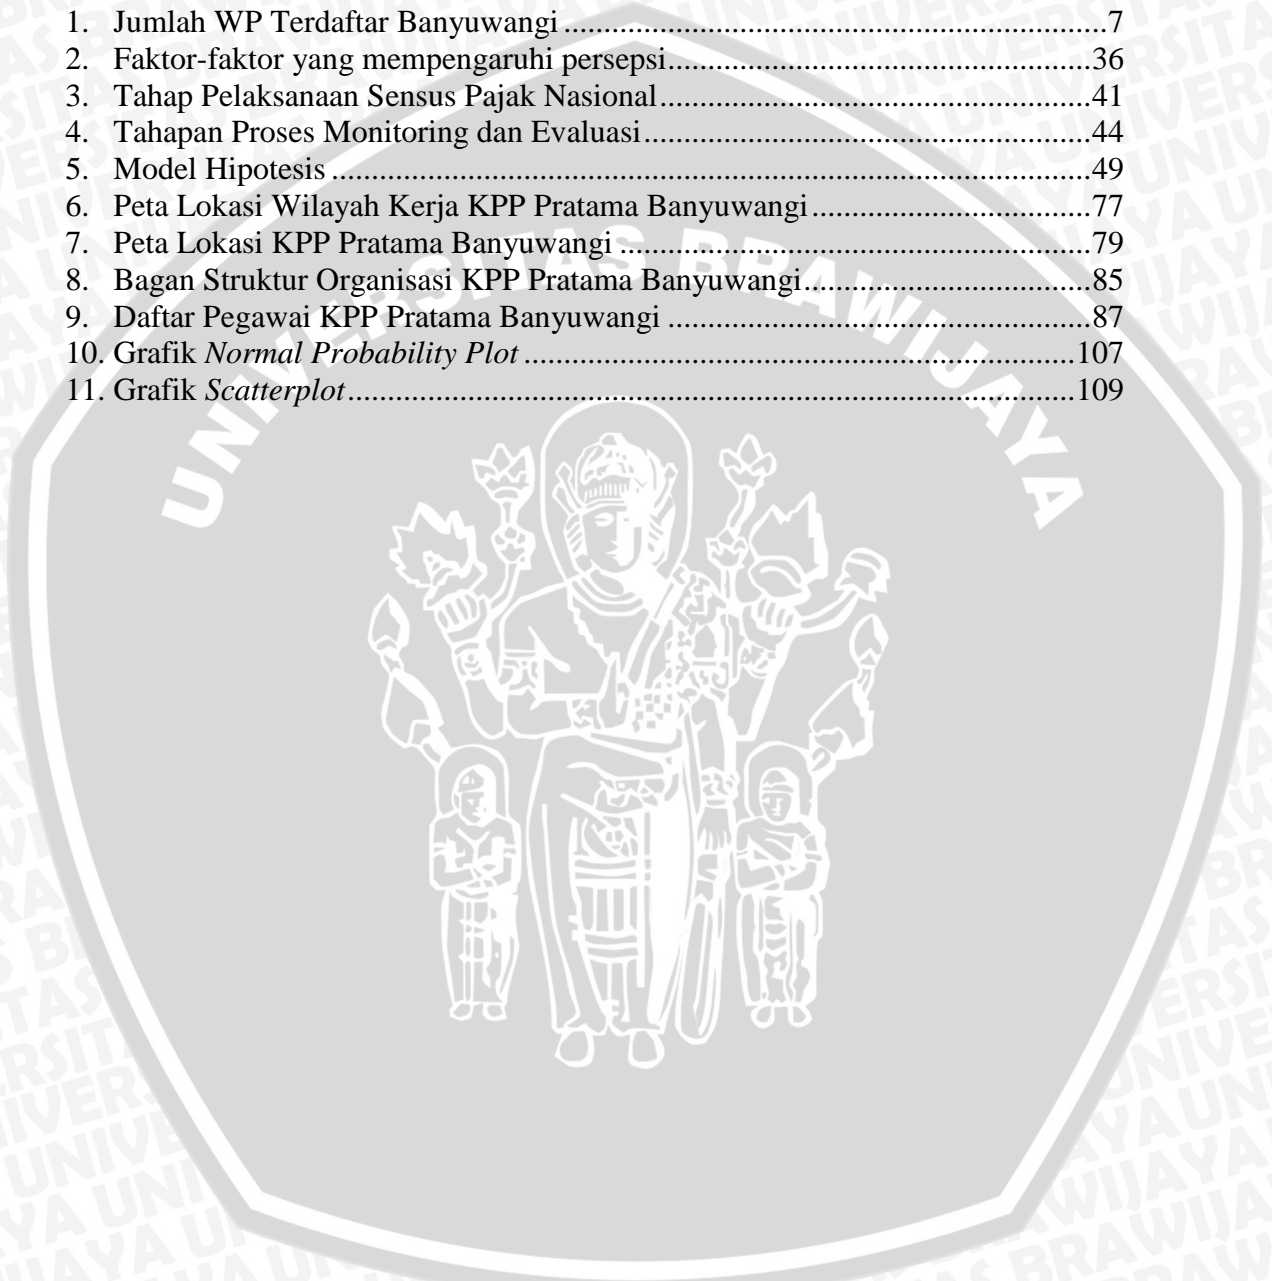 1. Jumlah WP Terdaftar Banyuwangi....................................................................7
2. Faktor-faktor yang mempengaruhi persepsi.....................................................36
3. Tahap Pelaksanaan Sensus Pajak Nasional......................................................41
4. Tahapan Proses Monitoring dan Evaluasi........................................................44
5. Model Hipotesis...............................................................................................49
6. Peta Lokasi Wilayah Kerja KPP Pratama Banyuwangi...................................77
7. Peta Lokasi KPP Pratama Banyuwangi...........................................................79
8. Bagan Struktur Organisasi KPP Pratama Banyuwangi....................................85
9. Daftar Pegawai KPP Pratama Banyuwangi.....................................................87
10. Grafik Normal Probability Plot.....................................................................107
11. Grafik Scatterplot...........................................................................................109
UNIVERSITAS BRAWIJAYA